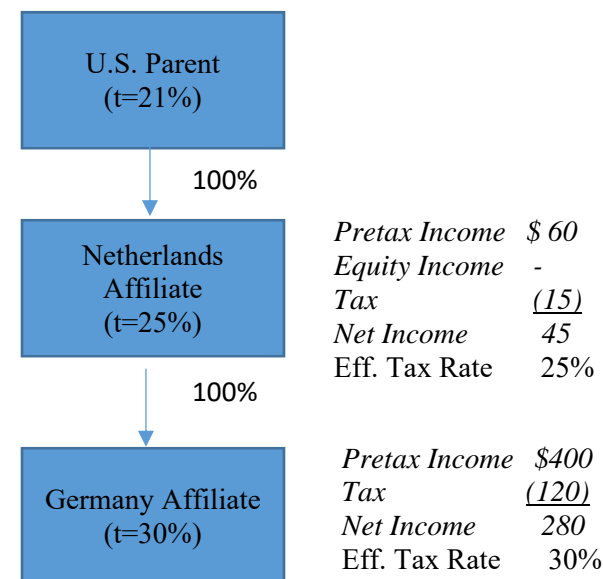 U.S. Parent
(t=21%)
100%
Netherlands
Affiliate
(t=25%)
Pretax Income $ 60
Equity Income -
Tax (15)
Net Income 45
Eff. Tax Rate 25%
100%
Germany Affiliate
(t=30%)
Pretax Income $400
Tax (120)
Net Income 280
Eff. Tax Rate 30%